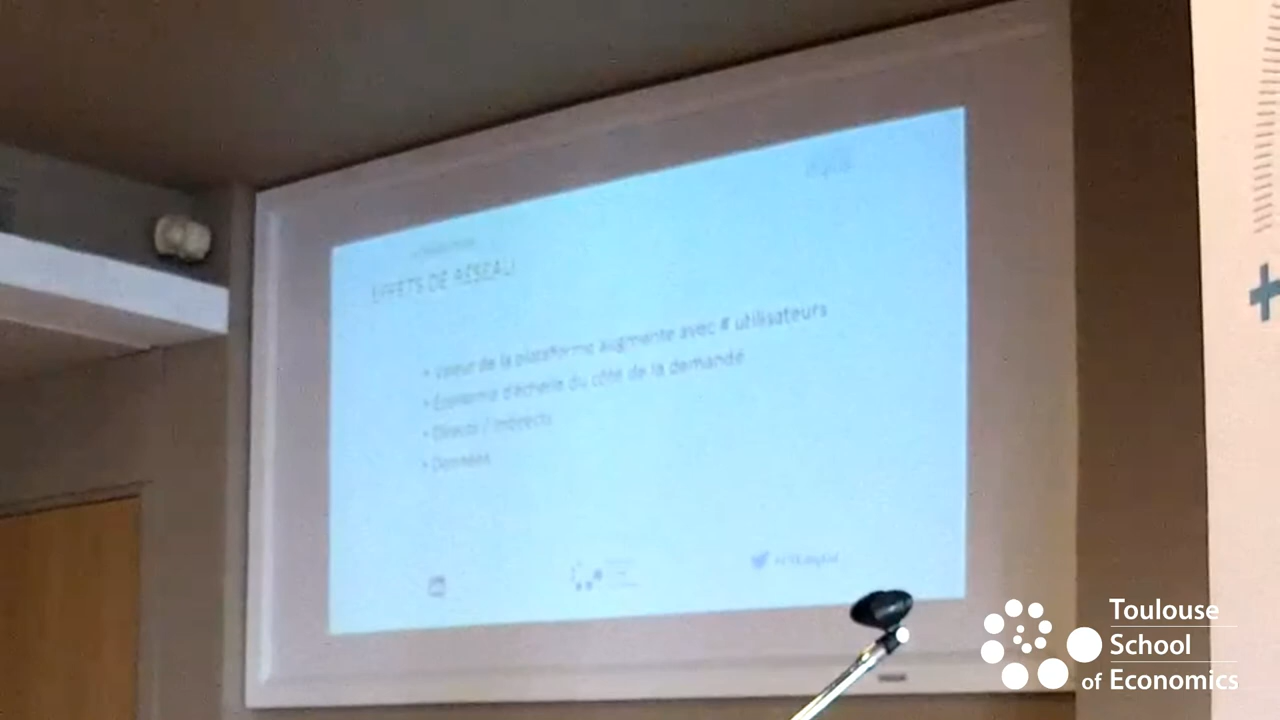 EFFETS DE RÉSEAU
• Valeur de la plateforme augmente avec # utilisateurs
• Économie d'échelle du côté de la demande
• Directs / indirects
• Données
Toulouse
School
of Economics